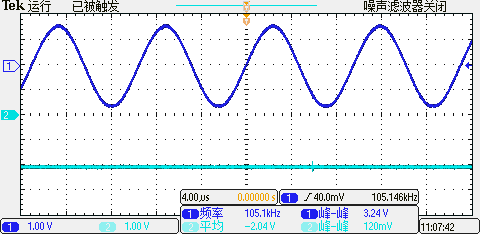 Tek 运行 已被触发 噪声滤波器关闭
1
2
4.00µs 0.00000 s 1 40.0mV 105.146kHz
1 频率 105.1kHz 1 峰-峰 3.24 V
2 平均 -2.04 V 2 峰-峰 120mV
1 1.00 V 2 1.00 V 11:07:42